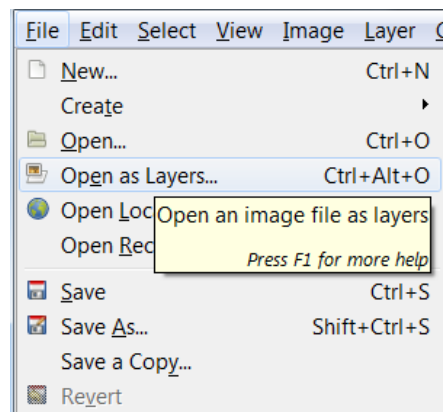 File Edit Select View Image Layer
New... Ctrl+N
Create
Open... Ctrl+O
Open as Layers... Ctrl+Alt+O
Open Loc
Open an image file as layers
Open Rec
Press F1 for more help
Save Ctrl+S
Save As... Shift+Ctrl+S
Save a Copy...
Revert